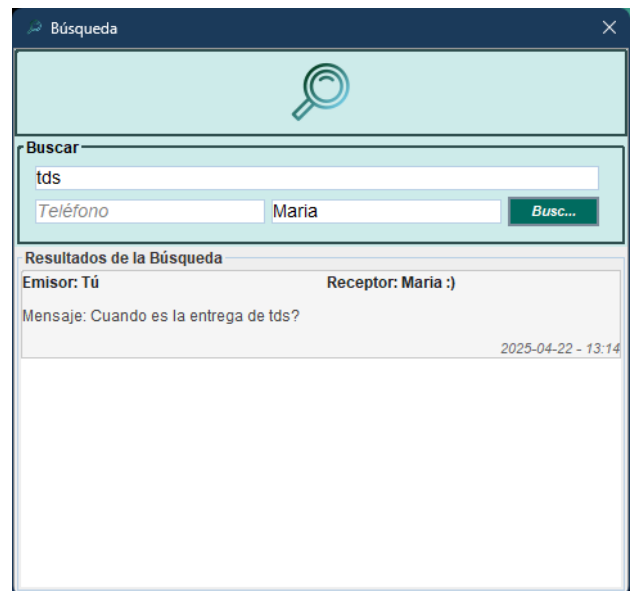 Búsqueda
Buscar
tds
Teléfono Maria Busc...
Resultados de la Búsqueda
Emisor: Tú Receptor: Maria :)
Mensaje: Cuando es la entrega de tds?
2025-04-22 - 13:14